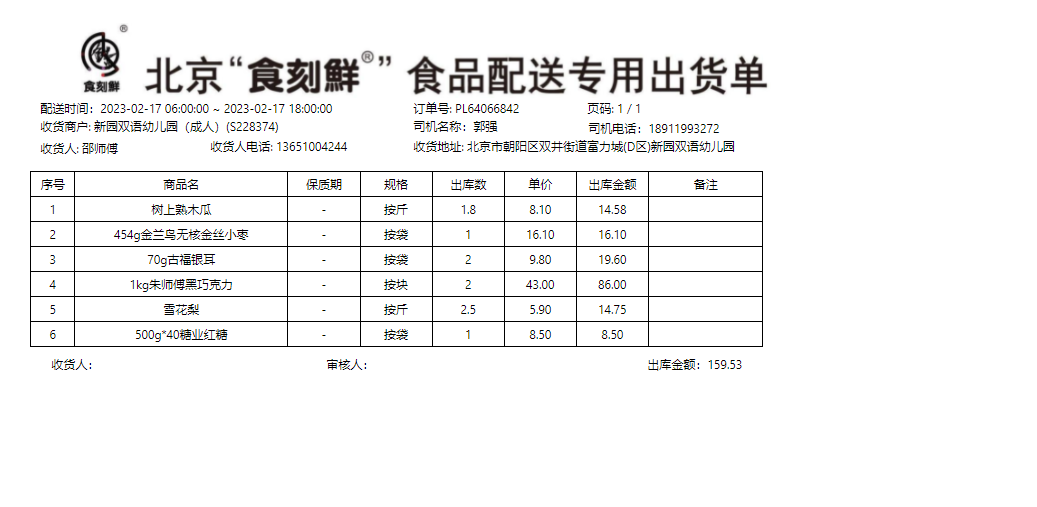 食刻鲜®
北京“食刻鲜®”食品配送专用出货单
配送时间：2023-02-17 06:00:00 ~ 2023-02-17 18:00:00 订单号: PL64066842 页码: 1 / 1
收货商户: 新园双语幼儿园（成人）(S228374) 司机名称：郭强 司机电话：18911993272
收货人: 邵师傅 收货人电话: 13651004244 收货地址: 北京市朝阳区双井街道富力城(D区)新园双语幼儿园
序号 商品名 保质期 规格 出库数 单价 出库金额 备注
1 树上熟木瓜 - 按斤 1.8 8.10 14.58
2 454g金兰鸟无核金丝小枣 - 按袋 1 16.10 16.10
3 70g古福银耳 - 按袋 2 9.80 19.60
4 1kg朱师傅黑巧克力 - 按块 2 43.00 86.00
5 雪花梨 - 按斤 2.5 5.90 14.75
6 500g*40糖业红糖 - 按袋 1 8.50 8.50
收货人： 审核人： 出库金额：159.53